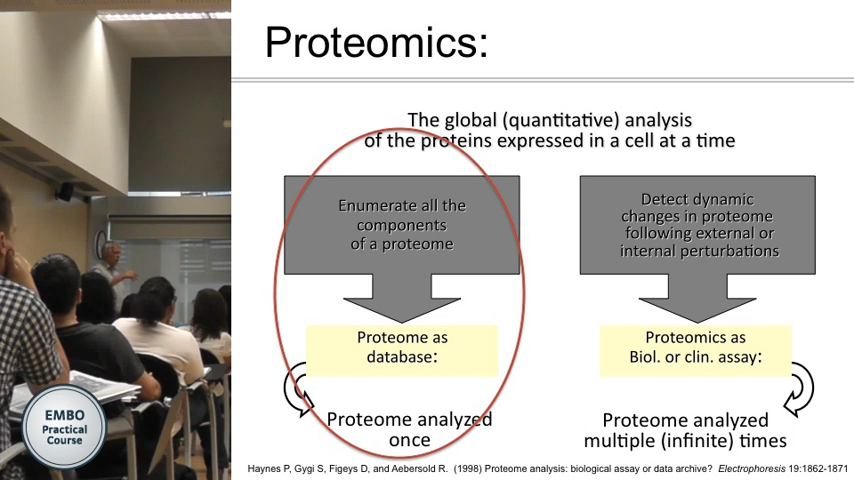 Proteomics:
The global (quantitative) analysis
of the proteins expressed in a cell at a time
Enumerate all the
components
of a proteome
Detect dynamic
changes in proteome
following external or
internal perturbations
Proteome as
database:
Proteomics as
Biol. or clin. assay:
Proteome analyzed
once
Proteome analyzed
multiple (infinite) times
EMBO
Practical
Course
Haynes P, Gygi S, Figeys D, and Aebersold R. (1998) Proteome analysis: biological assay or data archive? Electrophoresis 19:1862-1871